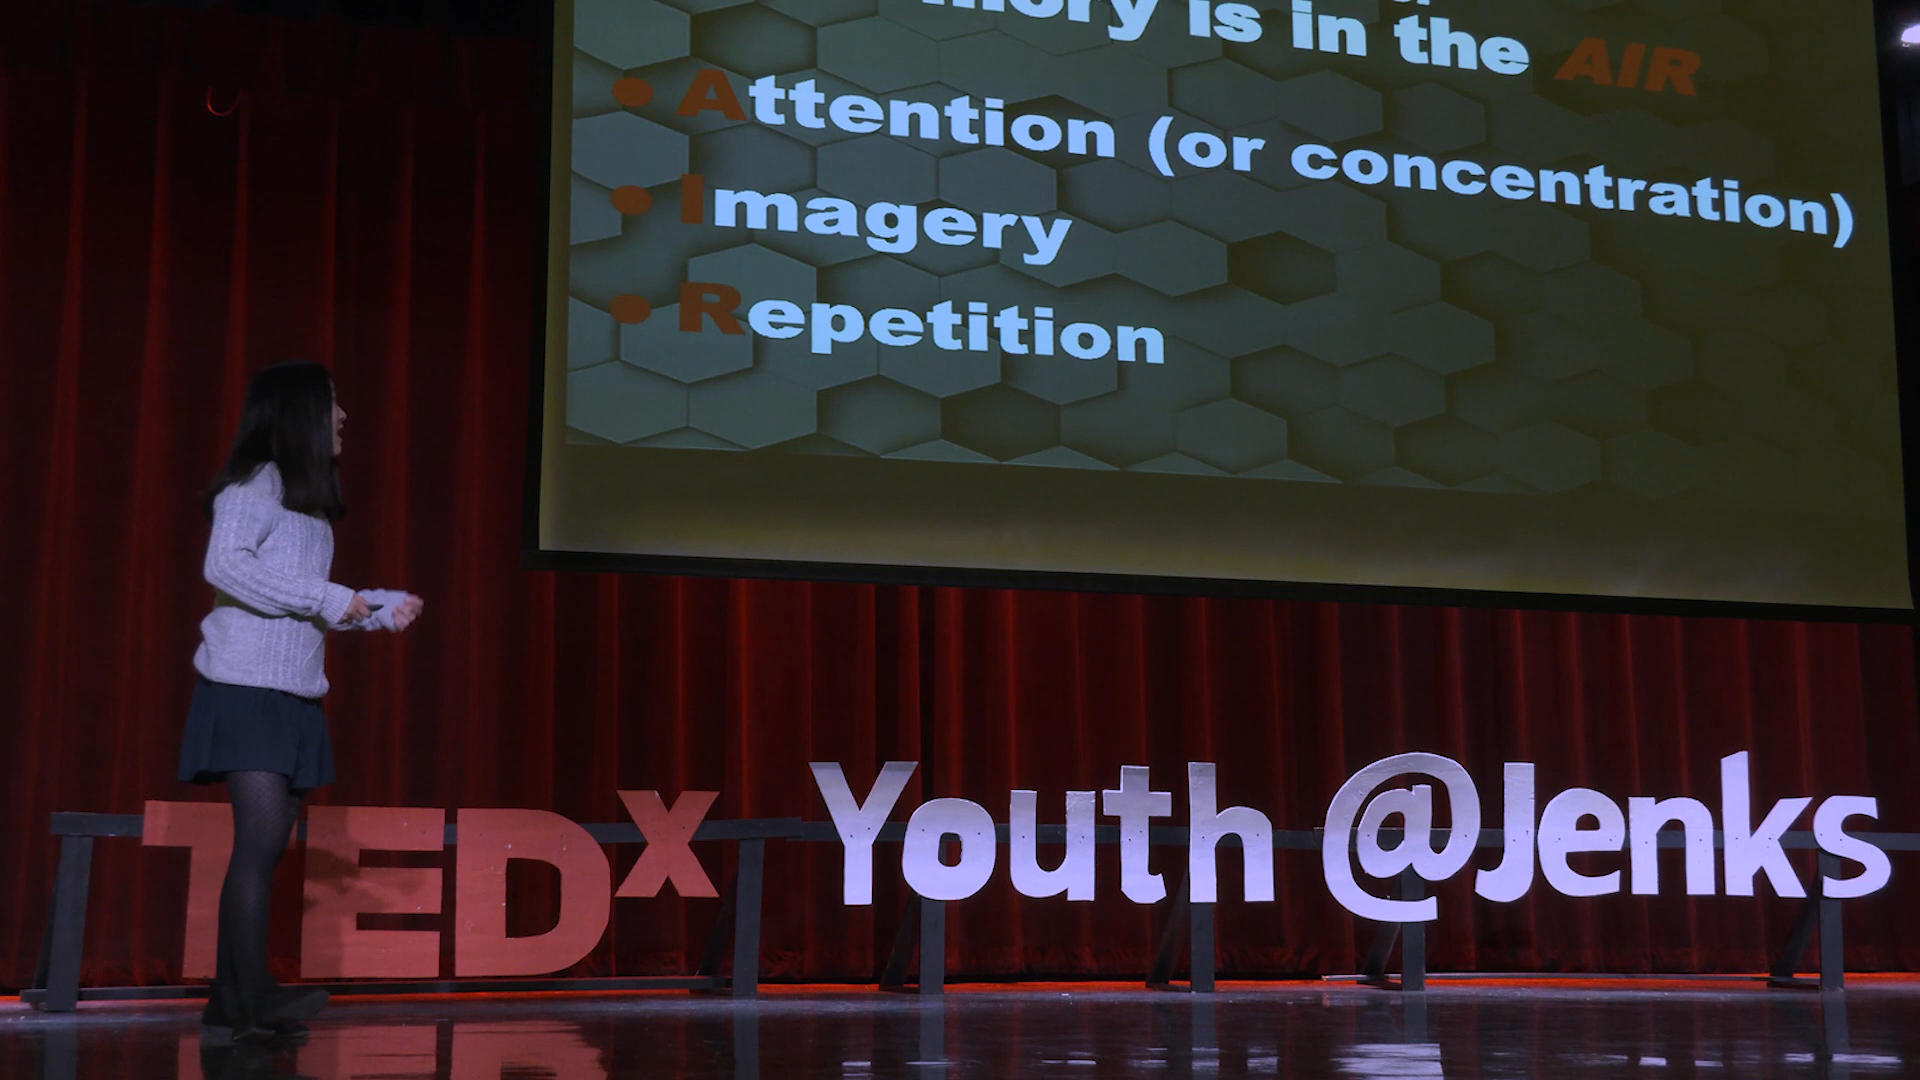 is in the AIR
• Attention (or concentration)
• Imagery
• Repetition
TEDx Youth @Jenks